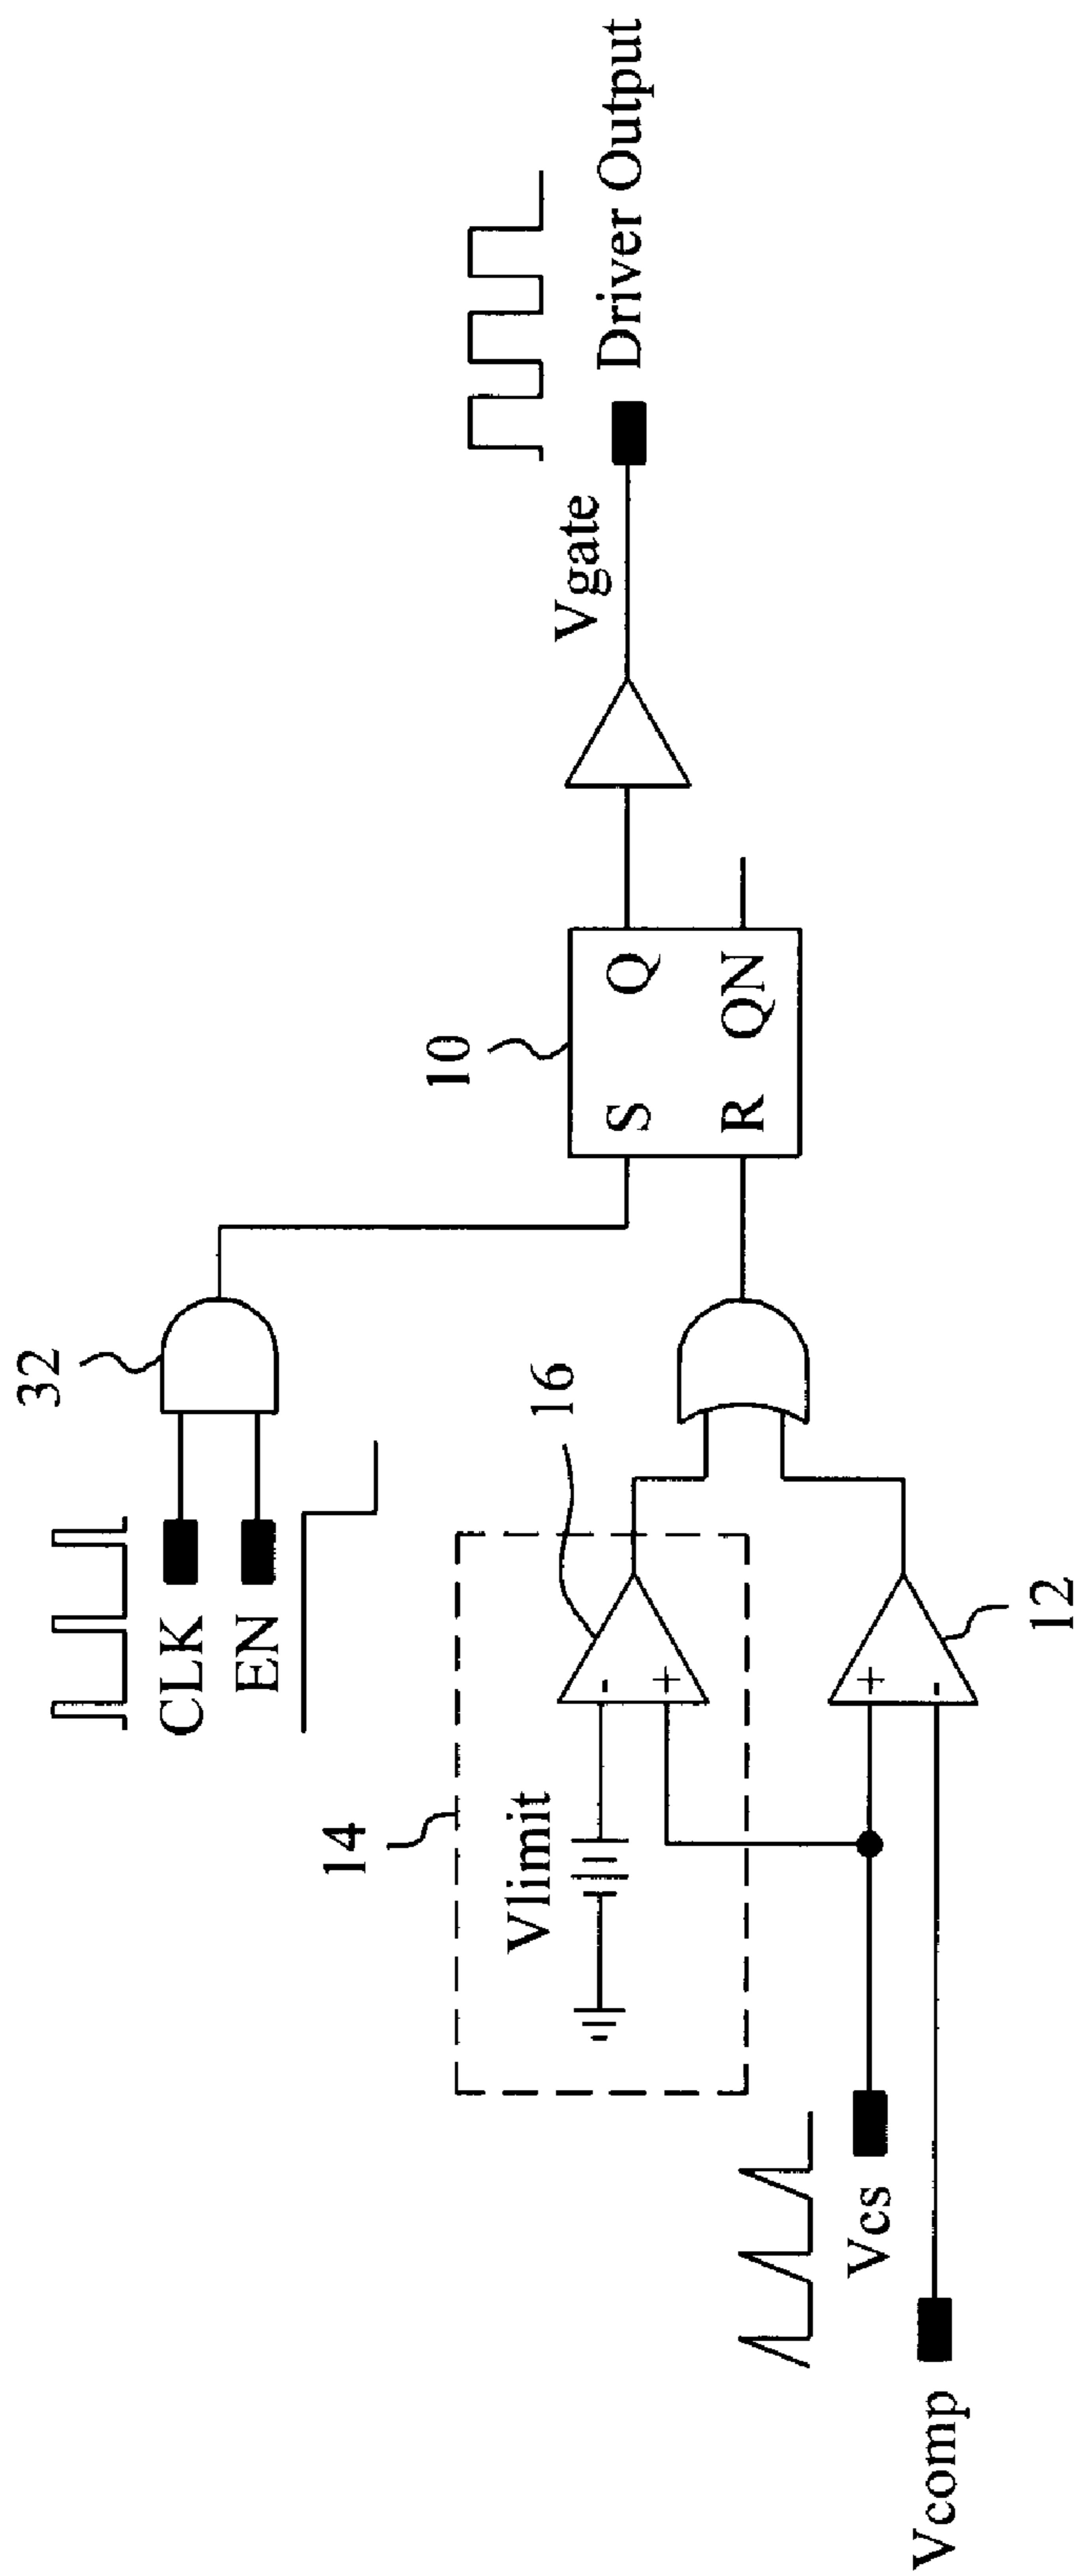 32
CLK
EN
14
Vlimit
-
+
16
10
S
Q
R
QN
Vgate
Driver Output
Vcs
+
-
12
Vcomp